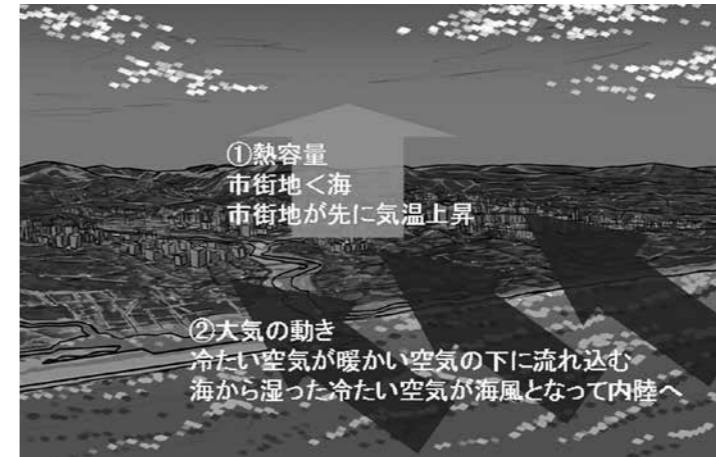 ①熱容量
市街地＜海
市街地が先に気温上昇
②大気の動き
冷たい空気が暖かい空気の下に流れ込む
海から湿った冷たい空気が海風となって内陸へ